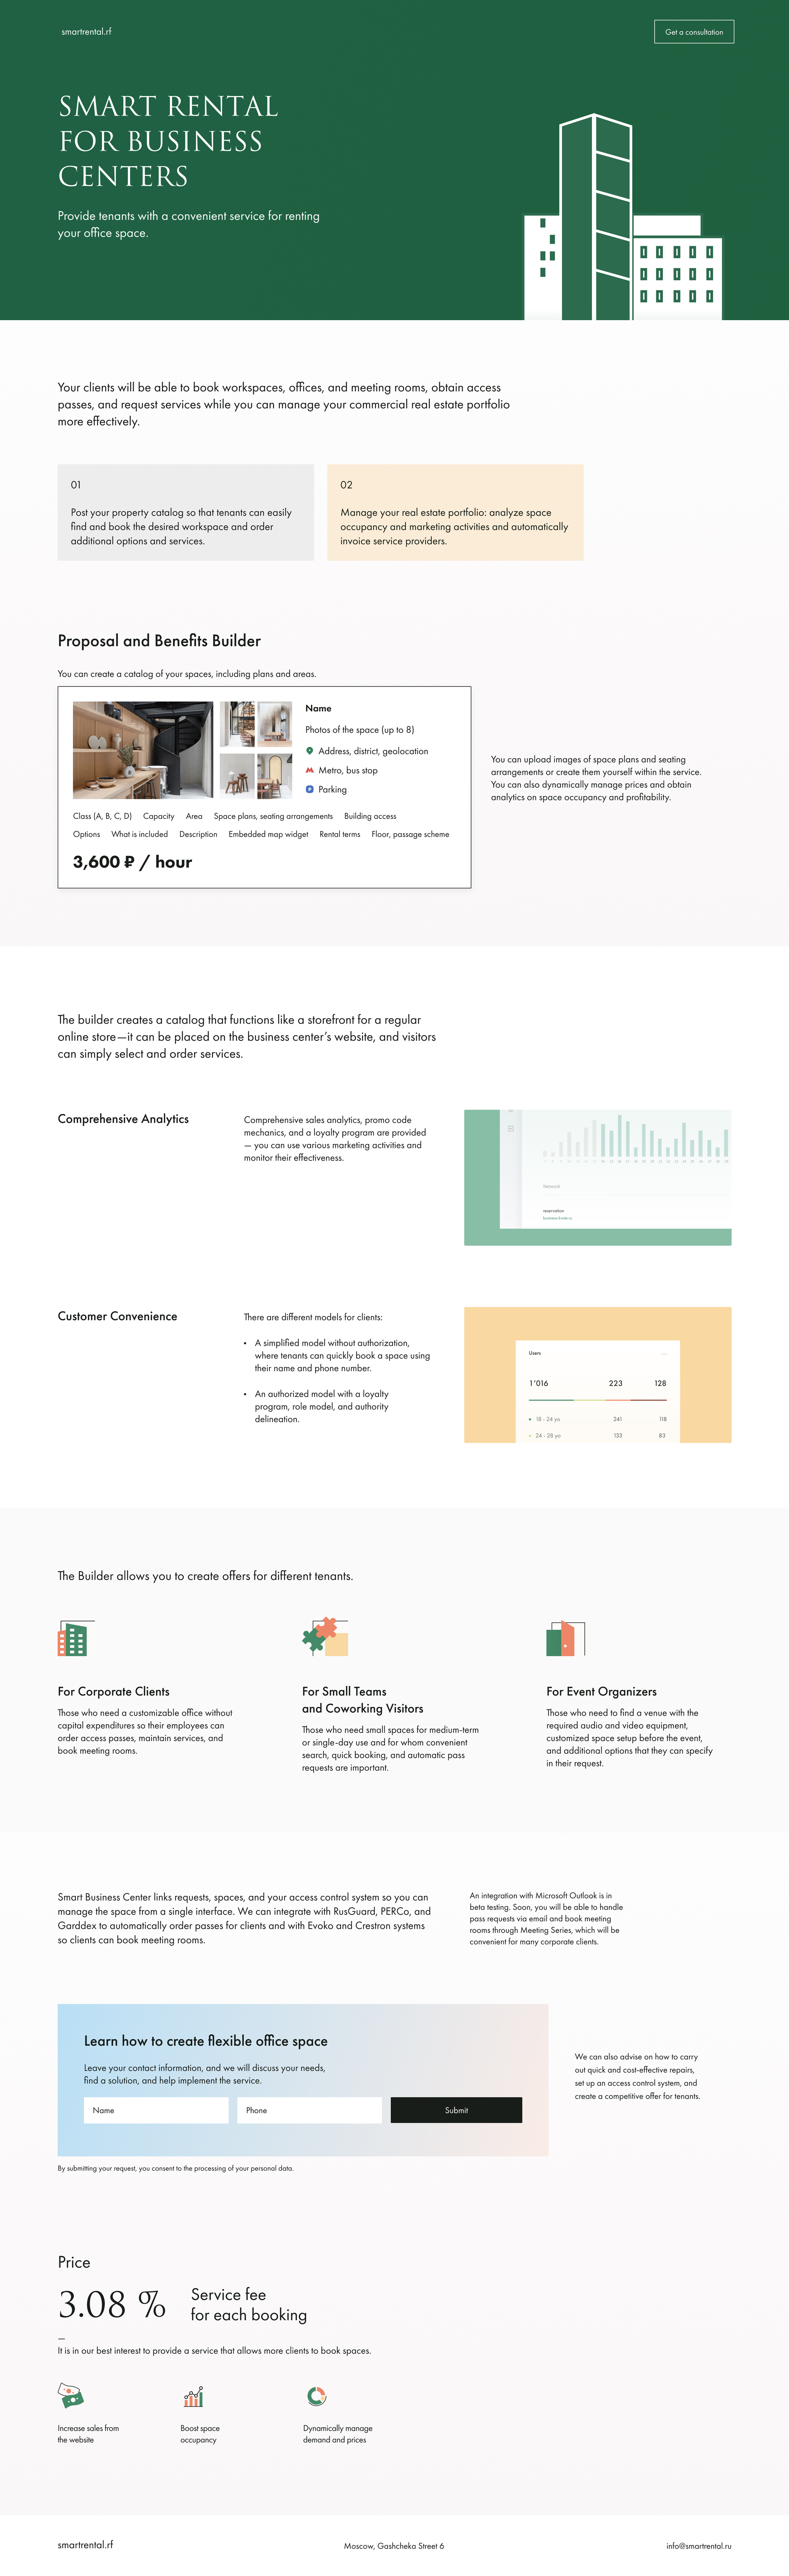 smartrental.rf
Get a consultation
SMART RENTAL
FOR BUSINESS
CENTERS
Provide tenants with a convenient service for renting
your office space.
Your clients will be able to book workspaces, offices, and meeting rooms, obtain access
passes, and request services while you can manage your commercial real estate portfolio
more effectively.
01
Post your property catalog so that tenants can easily
find and book the desired workspace and order
additional options and services.
02
Manage your real estate portfolio: analyze space
occupancy and marketing activities and automatically
invoice service providers.
Proposal and Benefits Builder
You can create a catalog of your spaces, including plans and areas.
Name
Photos of the space (up to 8)
Address, district, geolocation
Metro, bus stop
P Parking
Class (A, B, C, D) Capacity Area Space plans, seating arrangements Building access
Options What is included Description Embedded map widget Rental terms Floor, passage scheme
3,600 ₽ / hour
You can upload images of space plans and seating
arrangements or create them yourself within the service.
You can also dynamically manage prices and obtain
analytics on space occupancy and profitability.
The builder creates a catalog that functions like a storefront for a regular
online store—it can be placed on the business center's website, and visitors
can simply select and order services.
Comprehensive Analytics
Comprehensive sales analytics, promo code
mechanics, and a loyalty program are provided
— you can use various marketing activities and
monitor their effectiveness.
Network
reservation
Customer Convenience
There are different models for clients:
• A simplified model without authorization,
where tenants can quickly book a space using
their name and phone number.
• An authorized model with a loyalty
program, role model, and authority
delineation.
Users
1'016 223 128
18 - 24 yo 241 118
24 - 28 yo 133 83
The Builder allows you to create offers for different tenants.
For Corporate Clients
Those who need a customizable office without
capital expenditures so their employees can
order access passes, maintain services, and
book meeting rooms.
For Small Teams
and Coworking Visitors
Those who need small spaces for medium-term
or single-day use and for whom convenient
search, quick booking, and automatic pass
requests are important.
For Event Organizers
Those who need to find a venue with the
required audio and video equipment,
customized space setup before the event,
and additional options that they can specify
in their request.
Smart Business Center links requests, spaces, and your access control system so you can
manage the space from a single interface. We can integrate with RusGuard, PERCo, and
Garddex to automatically order passes for clients and with Evoko and Crestron systems
so clients can book meeting rooms.
An integration with Microsoft Outlook is in
beta testing. Soon, you will be able to handle
pass requests via email and book meeting
rooms through Meeting Series, which will be
convenient for many corporate clients.
Learn how to create flexible office space
Leave your contact information, and we will discuss your needs,
find a solution, and help implement the service.
Name
Phone
Submit
We can also advise on how to carry
out quick and cost-effective repairs,
set up an access control system, and
create a competitive offer for tenants.
By submitting your request, you consent to the processing of your personal data.
Price
3.08 %
Service fee
for each booking
—
It is in our best interest to provide a service that allows more clients to book spaces.
Increase sales from
the website
Boost space
occupancy
Dynamically manage
demand and prices
smartrental.rf
Moscow, Gashcheka Street 6
info@smartrental.ru